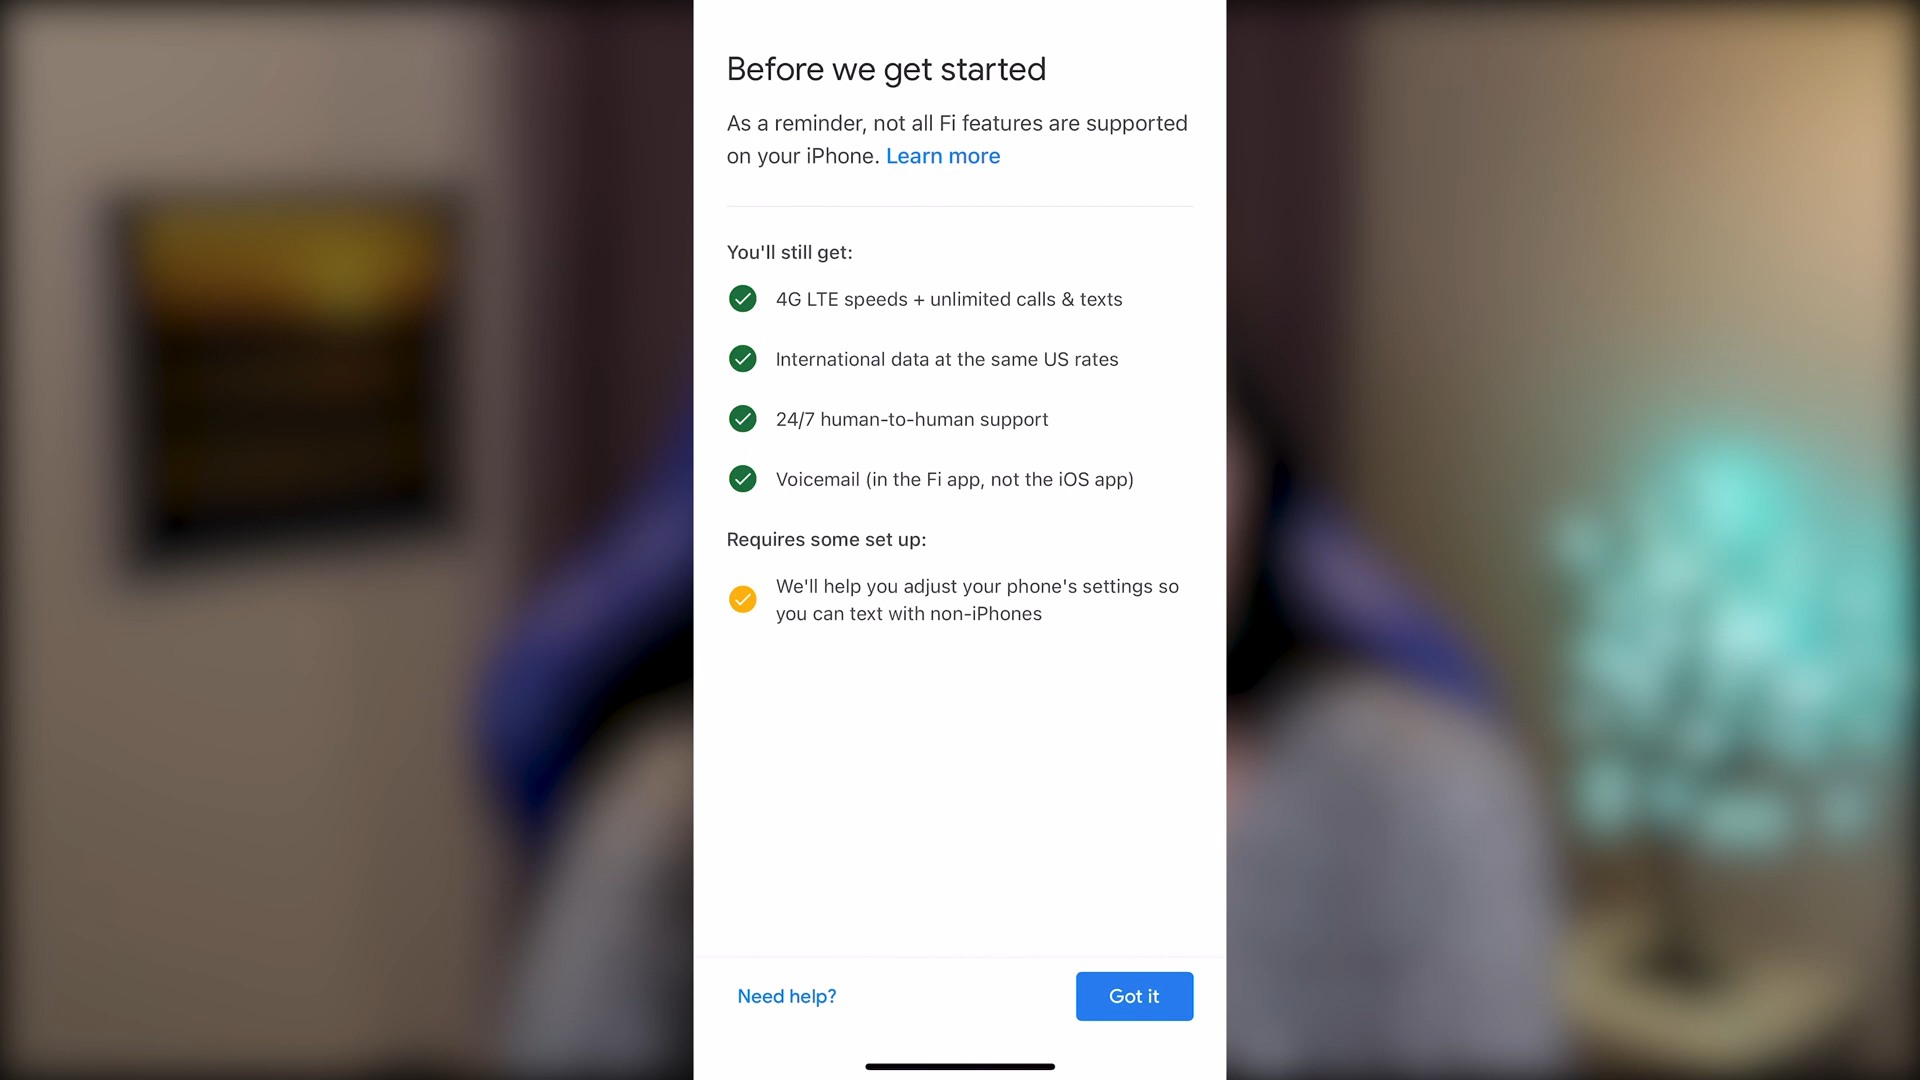 Before we get started
As a reminder, not all Fi features are supported
on your iPhone. Learn more
You'll still get:
4G LTE speeds + unlimited calls & texts
International data at the same US rates
24/7 human-to-human support
Voicemail (in the Fi app, not the iOS app)
Requires some set up:
We'll help you adjust your phone's settings so
you can text with non-iPhones
Need help?
Got it